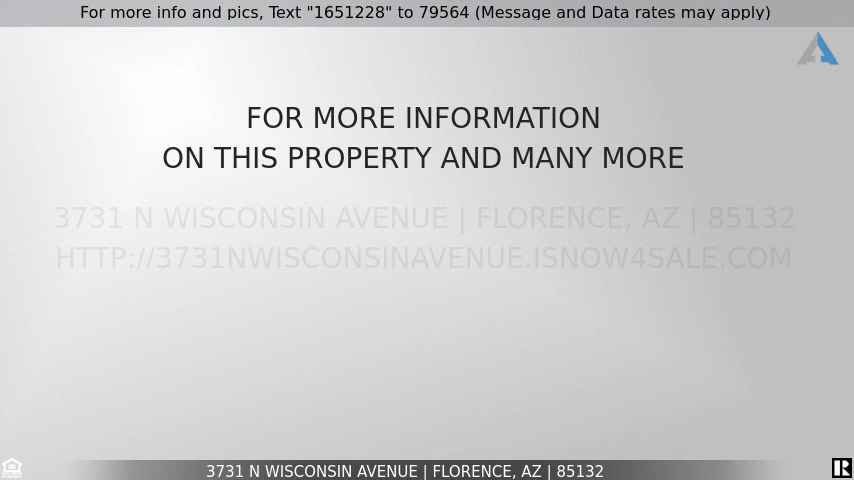 For more info and pics, Text "1651228" to 79564 (Message and Data rates may apply)
FOR MORE INFORMATION
ON THIS PROPERTY AND MANY MORE
3731 N WISCONSIN AVENUE | FLORENCE, AZ | 85132
HTTP://3731NWISCONSINAVENUE.ISNOW4SALE.COM
3731 N WISCONSIN AVENUE | FLORENCE, AZ | 85132